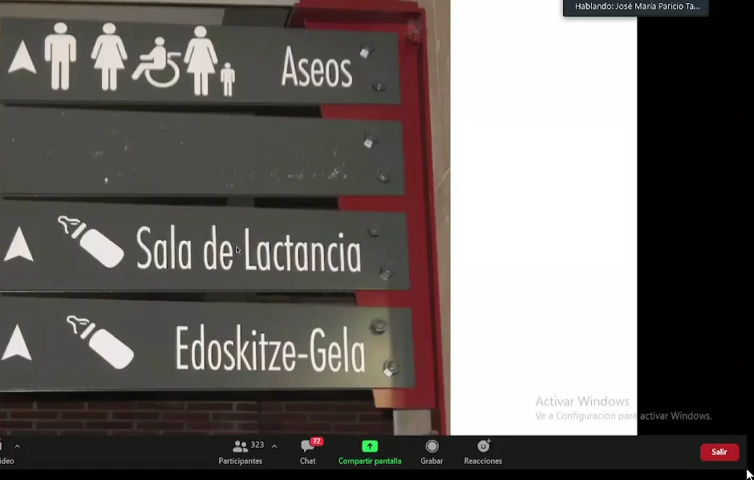 Hablando: José María Paricio Ta...
Aseos
Sala de Lactancia
Edoskitze-Gela
Activar Windows
Ve a Configuración para activar Windows.
323
72
Participantes
Chat
Compartir pantalla
Grabar
Reacciones
Salir